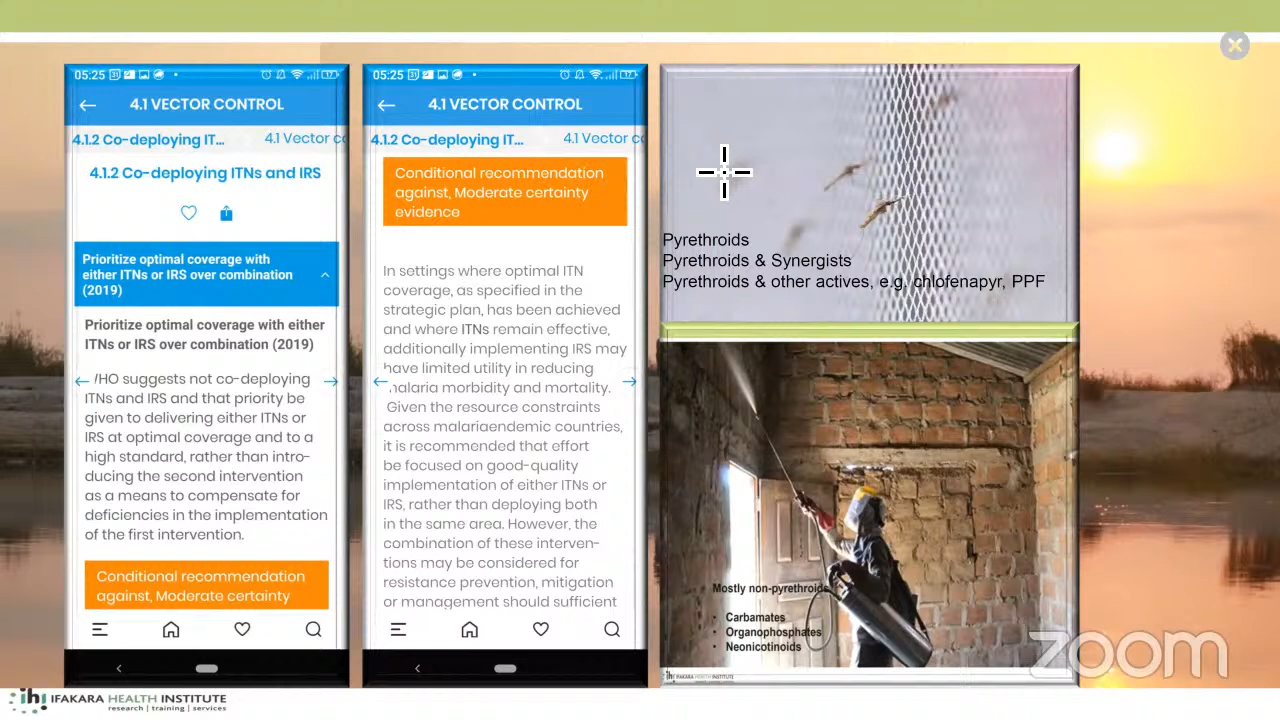 05:25
4.1 VECTOR CONTROL
4.1.2 Co-deploying IT...
4.1 Vector co
4.1.2 Co-deploying ITNs and IRS
Prioritize optimal coverage with
either ITNs or IRS over combination
(2019)
Prioritize optimal coverage with either
ITNs or IRS over combination (2019)
/HO suggests not co-deploying
ITNs and IRS and that priority be
given to delivering either ITNs or
IRS at optimal coverage and to a
high standard, rather than intro-
ducing the second intervention
as a means to compensate for
deficiencies in the implementation
of the first intervention.
Conditional recommendation
against, Moderate certainty
05:25
4.1 VECTOR CONTROL
4.1.2 Co-deploying IT...
4.1 Vector co
Conditional recommendation
against, Moderate certainty
evidence
In settings where optimal ITN
coverage, as specified in the
strategic plan, has been achieved
and where ITNs remain effective,
additionally implementing IRS may
have limited utility in reducing
malaria morbidity and mortality.
Given the resource constraints
across malariaendemic countries,
it is recommended that effort
be focused on good-quality
implementation of either ITNs or
IRS, rather than deploying both
in the same area. However, the
combination of these interven-
tions may be considered for
resistance prevention, mitigation
or management should sufficient
Pyrethroids
Pyrethroids & Synergists
Pyrethroids & other actives, e.g. chlofenapyr, PPF
Mostly non-pyrethroids
• Carbamates
• Organophosphates
• Neonicotinoids
zoom
ihi IFAKARA HEALTH INSTITUTE
research | training | services